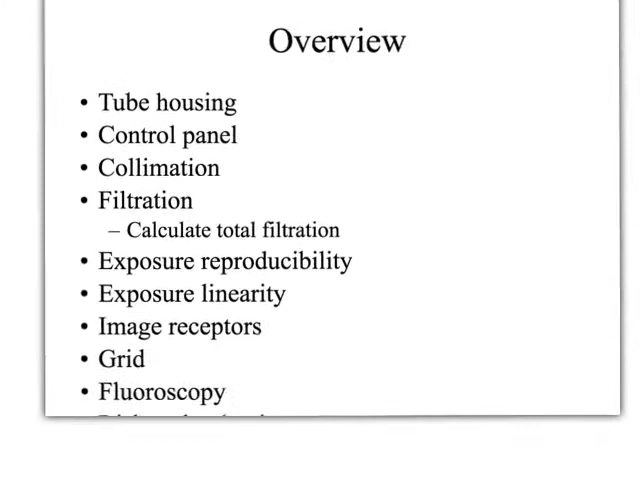 Overview
• Tube housing
• Control panel
• Collimation
• Filtration
– Calculate total filtration
• Exposure reproducibility
• Exposure linearity
• Image receptors
• Grid
• Fluoroscopy